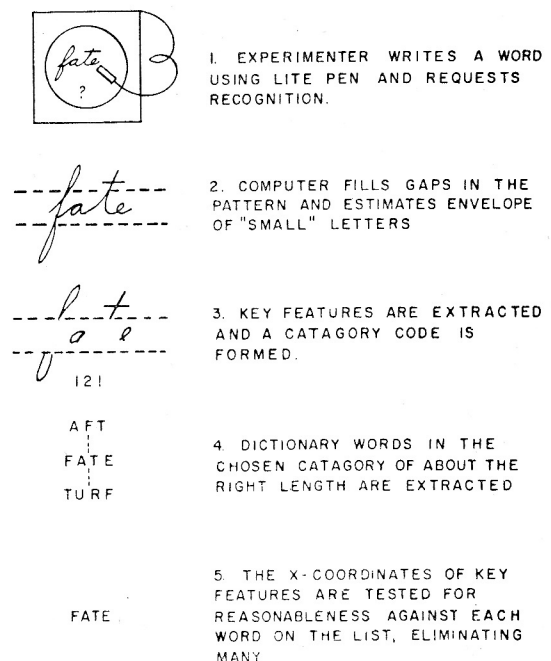 fate
?
1. EXPERIMENTER WRITES A WORD
USING LITE PEN AND REQUESTS
RECOGNITION.
fate
2. COMPUTER FILLS GAPS IN THE
PATTERN AND ESTIMATES ENVELOPE
OF "SMALL" LETTERS
a e
121
3. KEY FEATURES ARE EXTRACTED
AND A CATAGORY CODE IS
FORMED.
AFT
FATE
TURF
4. DICTIONARY WORDS IN THE
CHOSEN CATAGORY OF ABOUT THE
RIGHT LENGTH ARE EXTRACTED
FATE
5. THE X-COORDINATES OF KEY
FEATURES ARE TESTED FOR
REASONABLENESS AGAINST EACH
WORD ON THE LIST, ELIMINATING
MANY